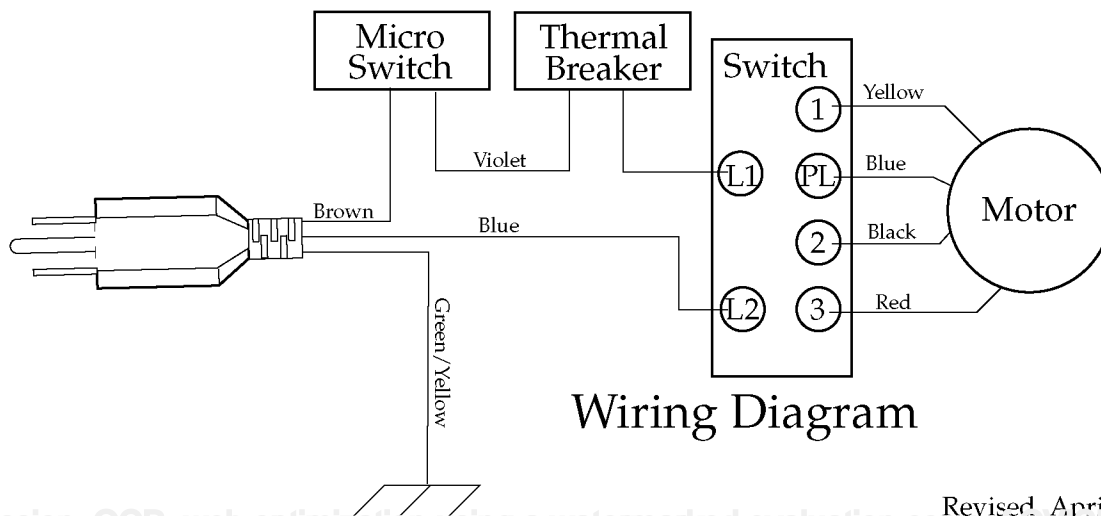 Micro
Switch
Thermal
Breaker
Switch
1
Yellow
Violet
L1
PL
Blue
Motor
Brown
Blue
2
Black
Green/Yellow
L2
3
Red
Wiring Diagram
Revised